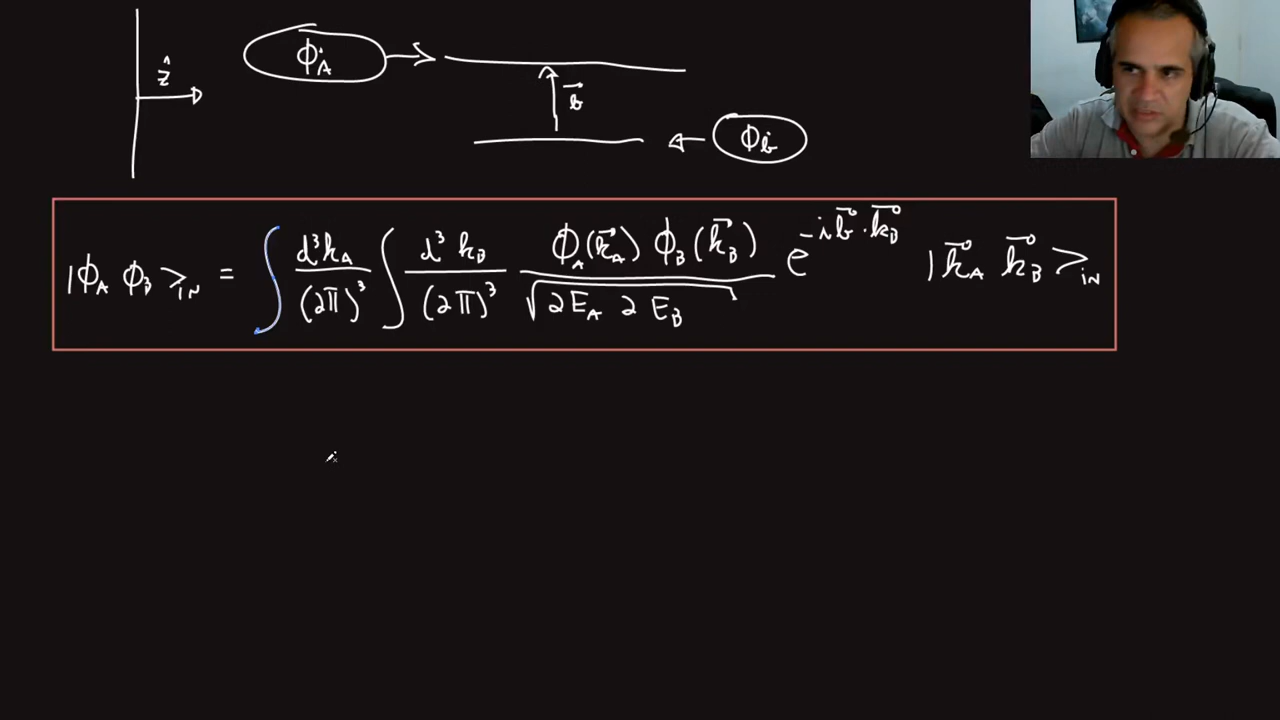 ẑ ϕ_A → b⃗ ← ϕ_b
|ϕ_A ϕ_B >_IN = ∫ d³k_A/(2π)³ ∫ d³k_B/(2π)³ ϕ_A(k⃗_A) ϕ_B(k⃗_B)/√(2E_A 2E_B) e^{-i b⃗·k⃗_B} |k⃗_A k⃗_B >_IN